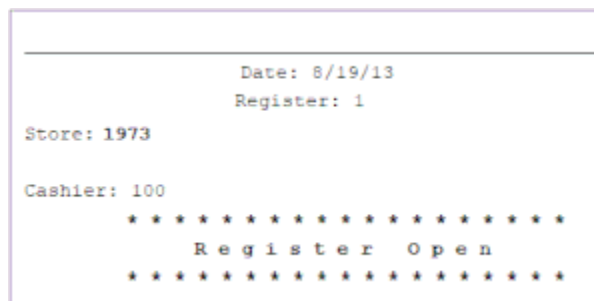 Date: 8/19/13
Register: 1
Store: 1973
Cashier: 100
* * * * * * * * * * * * * * * * * * *
R e g i s t e r   O p e n
* * * * * * * * * * * * * * * * * * *